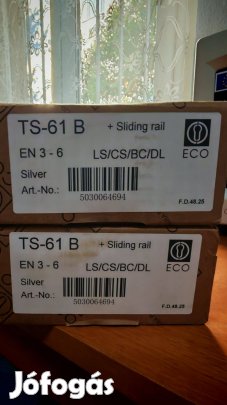 TS-61 B + Sliding rail
EN 3 - 6 LS/CS/BC/DL ECO
Silver
Art.-No.: 5030064694
F.D.48.25
TS-61 B + Sliding rail
EN 3 - 6 LS/CS/BC/DL ECO
Silver
Art.-No.: 5030064694
F.D.48.25
Jófogás